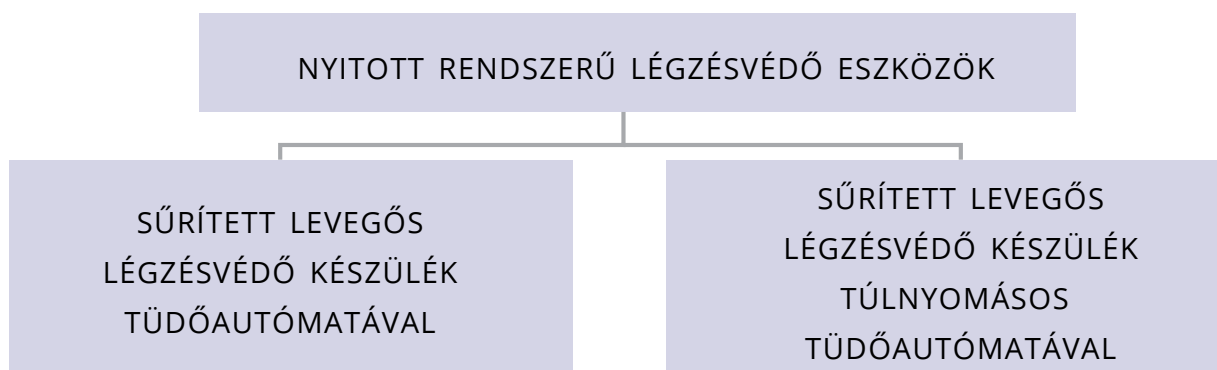 NYITOTT RENDSZERŰ LÉGZÉSVÉDŐ ESZKÖZÖK
SŰRÍTETT LEVEGŐS
LÉGZÉSVÉDŐ KÉSZÜLÉK
TÜDŐAUTÓMATÁVAL
SŰRÍTETT LEVEGŐS
LÉGZÉSVÉDŐ KÉSZÜLÉK
TÚLNYOMÁSOS
TÜDŐAUTÓMATÁVAL